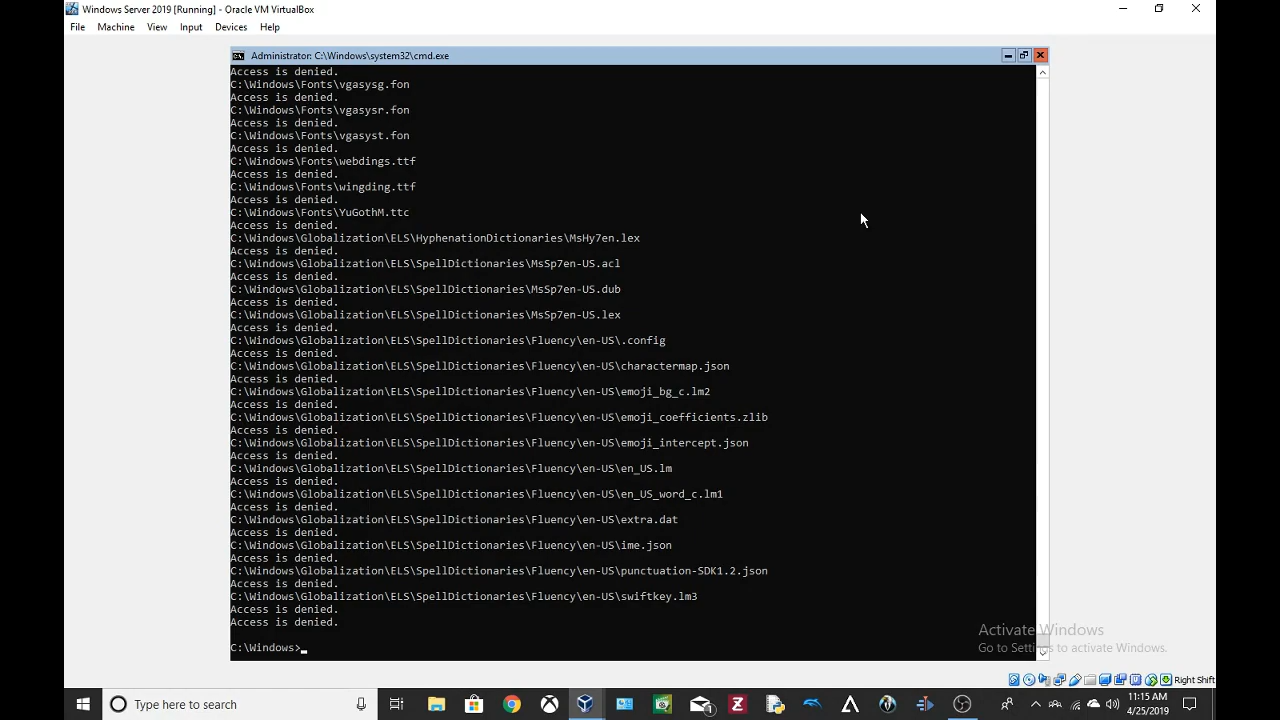 Windows Server 2019 [Running] - Oracle VM VirtualBox
File Machine View Input Devices Help
Administrator: C:\Windows\system32\cmd.exe
Access is denied.
C:\Windows\Fonts\vgasysg.fon
Access is denied.
C:\Windows\Fonts\vgasysr.fon
Access is denied.
C:\Windows\Fonts\vgasyst.fon
Access is denied.
C:\Windows\Fonts\webdings.ttf
Access is denied.
C:\Windows\Fonts\wingding.ttf
Access is denied.
C:\Windows\Fonts\YuGothM.ttc
Access is denied.
C:\Windows\Globalization\ELS\HyphenationDictionaries\MsHy7en.lex
Access is denied.
C:\Windows\Globalization\ELS\SpellDictionaries\MsSp7en-US.acl
Access is denied.
C:\Windows\Globalization\ELS\SpellDictionaries\MsSp7en-US.dub
Access is denied.
C:\Windows\Globalization\ELS\SpellDictionaries\MsSp7en-US.lex
Access is denied.
C:\Windows\Globalization\ELS\SpellDictionaries\Fluency\en-US\.config
Access is denied.
C:\Windows\Globalization\ELS\SpellDictionaries\Fluency\en-US\charactermap.json
Access is denied.
C:\Windows\Globalization\ELS\SpellDictionaries\Fluency\en-US\emoji_bg_c.lm2
Access is denied.
C:\Windows\Globalization\ELS\SpellDictionaries\Fluency\en-US\emoji_coefficients.zlib
Access is denied.
C:\Windows\Globalization\ELS\SpellDictionaries\Fluency\en-US\emoji_intercept.json
Access is denied.
C:\Windows\Globalization\ELS\SpellDictionaries\Fluency\en-US\en_US.lm
Access is denied.
C:\Windows\Globalization\ELS\SpellDictionaries\Fluency\en-US\en_US_word_c.lm1
Access is denied.
C:\Windows\Globalization\ELS\SpellDictionaries\Fluency\en-US\extra.dat
Access is denied.
C:\Windows\Globalization\ELS\SpellDictionaries\Fluency\en-US\ime.json
Access is denied.
C:\Windows\Globalization\ELS\SpellDictionaries\Fluency\en-US\punctuation-SDK1.2.json
Access is denied.
C:\Windows\Globalization\ELS\SpellDictionaries\Fluency\en-US\swiftkey.lm3
Access is denied.
Access is denied.
C:\Windows>_
Activate Windows
Go to Settings to activate Windows.
Right Shift
Type here to search
11:15 AM
4/25/2019